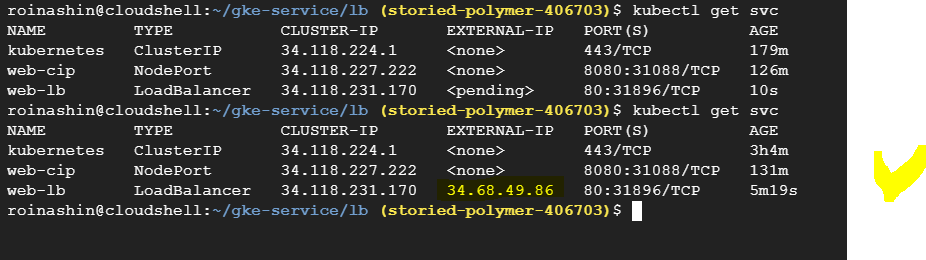 roinashin@cloudshell:~/gke-service/lb (storied-polymer-406703)$ kubectl get svc
NAME TYPE CLUSTER-IP EXTERNAL-IP PORT(S) AGE
kubernetes ClusterIP 34.118.224.1 <none> 443/TCP 179m
web-cip NodePort 34.118.227.222 <none> 8080:31088/TCP 126m
web-lb LoadBalancer 34.118.231.170 <pending> 80:31896/TCP 10s
roinashin@cloudshell:~/gke-service/lb (storied-polymer-406703)$ kubectl get svc
NAME TYPE CLUSTER-IP EXTERNAL-IP PORT(S) AGE
kubernetes ClusterIP 34.118.224.1 <none> 443/TCP 3h4m
web-cip NodePort 34.118.227.222 <none> 8080:31088/TCP 131m
web-lb LoadBalancer 34.118.231.170 34.68.49.86 80:31896/TCP 5m19s
roinashin@cloudshell:~/gke-service/lb (storied-polymer-406703)$